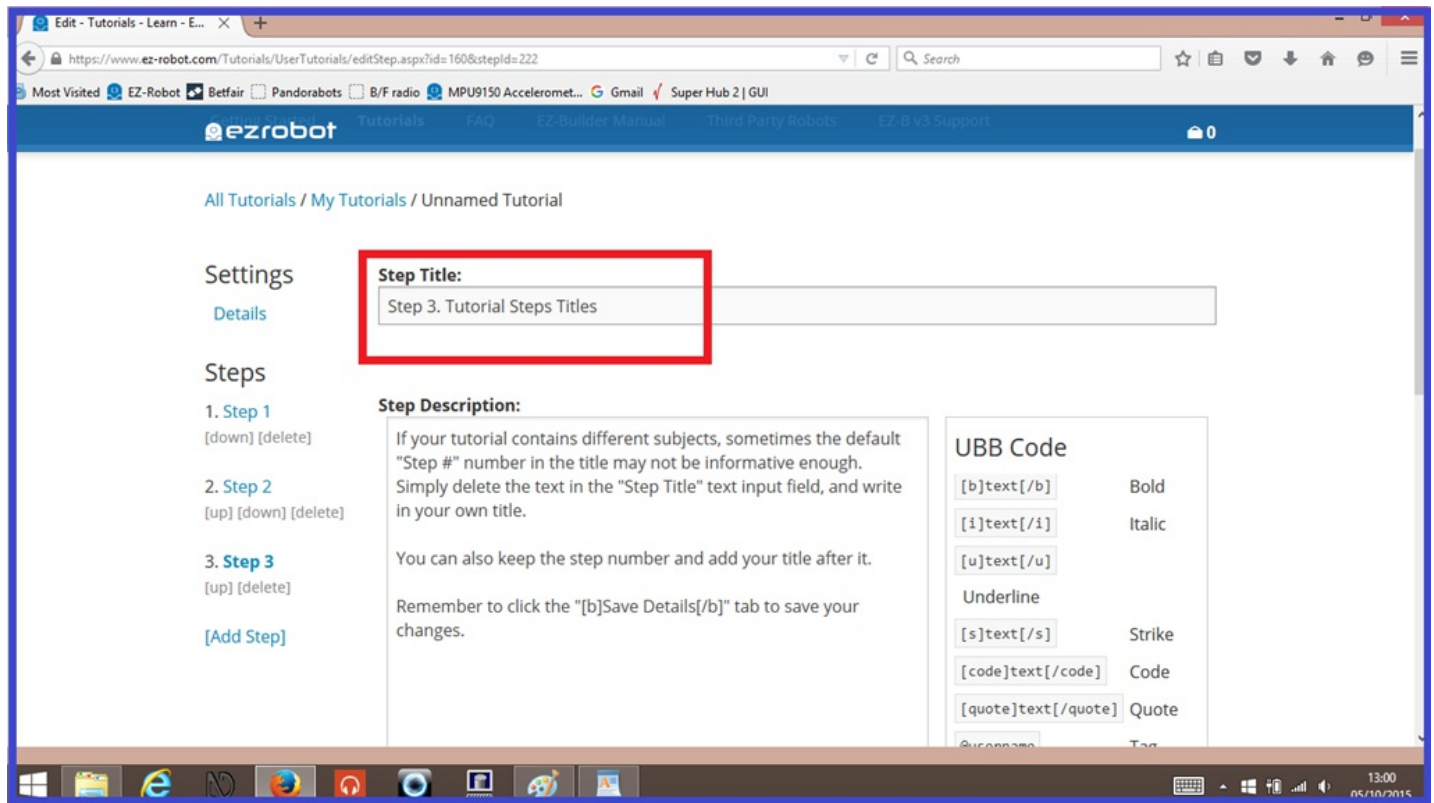 Edit - Tutorials - Learn - E...
https://www.ez-robot.com/Tutorials/UserTutorials/editStep.aspx?id=160&stepId=222
Search
Most Visited EZ-Robot Betfair Pandorabots B/F radio MPU9150 Acceleromet... Gmail Super Hub 2 | GUI
Getting Started Tutorials FAQ EZ-Builder Manual Third Party Robots EZ-B v3 Support
ezrobot
0
All Tutorials / My Tutorials / Unnamed Tutorial
Settings
Details
Steps
1. Step 1
[down] [delete]
2. Step 2
[up] [down] [delete]
3. Step 3
[up] [delete]
[Add Step]
Step Title:
Step 3. Tutorial Steps Titles
Step Description:
If your tutorial contains different subjects, sometimes the default
"Step #" number in the title may not be informative enough.
Simply delete the text in the "Step Title" text input field, and write
in your own title.
You can also keep the step number and add your title after it.
Remember to click the "[b]Save Details[/b]" tab to save your
changes.
UBB Code
[b]text[/b] Bold
[i]text[/i] Italic
[u]text[/u]
Underline
[s]text[/s] Strike
[code]text[/code] Code
[quote]text[/quote] Quote
@username Tag
13:00
05/10/2015